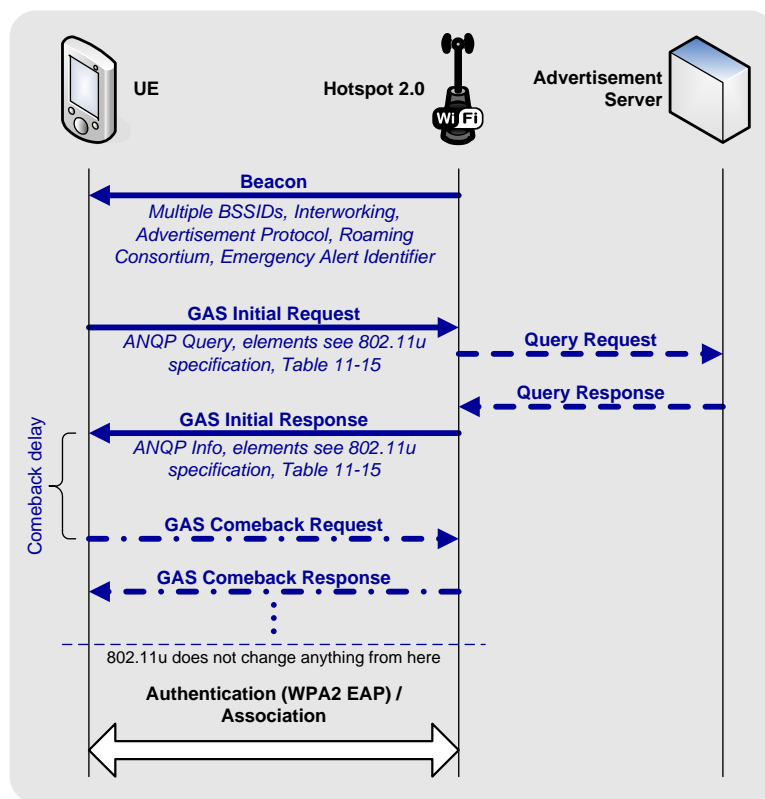 UE
Hotspot 2.0
Advertisement
Server
Wi Fi
Beacon
Multiple BSSIDs, Interworking,
Advertisement Protocol, Roaming
Consortium, Emergency Alert Identifier
GAS Initial Request
ANQP Query, elements see 802.11u
specification, Table 11-15
Query Request
Query Response
GAS Initial Response
ANQP Info, elements see 802.11u
specification, Table 11-15
Comeback delay
GAS Comeback Request
GAS Comeback Response
802.11u does not change anything from here
Authentication (WPA2 EAP) /
Association